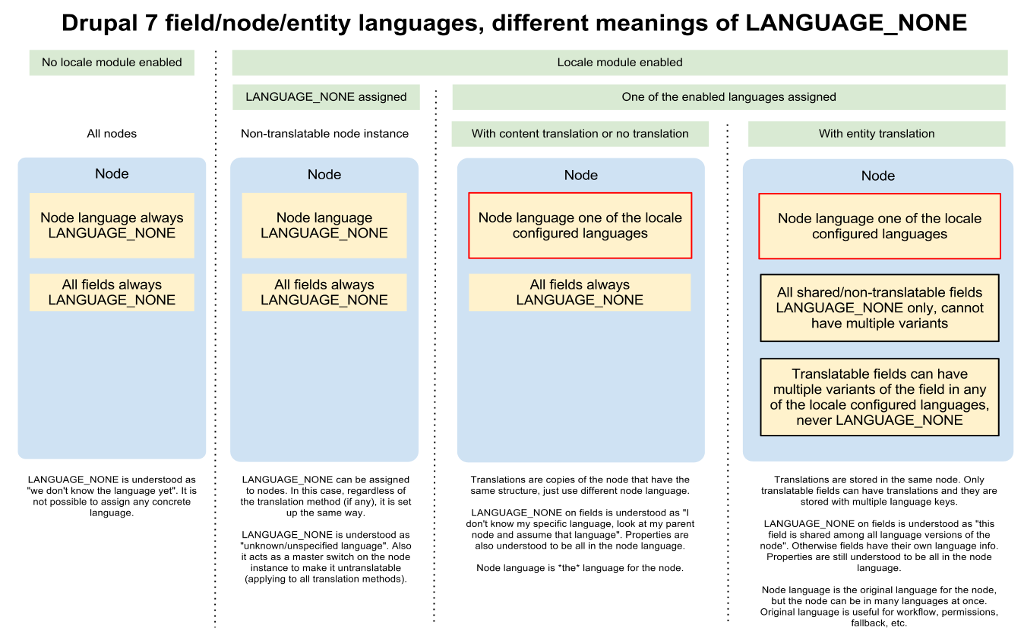 Drupal 7 field/node/entity languages, different meanings of LANGUAGE_NONE
No locale module enabled
Locale module enabled
LANGUAGE_NONE assigned
One of the enabled languages assigned
All nodes
Non-translatable node instance
With content translation or no translation
With entity translation
Node
Node language always
LANGUAGE_NONE
All fields always
LANGUAGE_NONE
LANGUAGE_NONE is understood as
"we don't know the language yet". It is
not possible to assign any concrete
language.
Node
Node language
LANGUAGE_NONE
All fields always
LANGUAGE_NONE
LANGUAGE_NONE can be assigned
to nodes. In this case, regardless of
the translation method (if any), it is set
up the same way.
LANGUAGE_NONE is understood as
"unknown/unspecified language". Also
it acts as a master switch on the node
instance to make it untranslatable
(applying to all translation methods).
Node
Node language one of the locale
configured languages
All fields always
LANGUAGE_NONE
Translations are copies of the node that have the
same structure, just use different node language.
LANGUAGE_NONE on fields is understood as "I
don't know my specific language, look at my parent
node and assume that language". Properties are
also understood to be all in the node language.
Node language is *the* language for the node.
Node
Node language one of the locale
configured languages
All shared/non-translatable fields
LANGUAGE_NONE only, cannot
have multiple variants
Translatable fields can have
multiple variants of the field in any
of the locale configured languages,
never LANGUAGE_NONE
Translations are stored in the same node. Only
translatable fields can have translations and they are
stored with multiple language keys.
LANGUAGE_NONE on fields is understood as "this
field is shared among all language versions of the
node". Otherwise fields have their own language info.
Properties are still understood to be all in the node
language.
Node language is the original language for the node,
but the node can be in many languages at once.
Original language is useful for workflow, permissions,
fallback, etc.